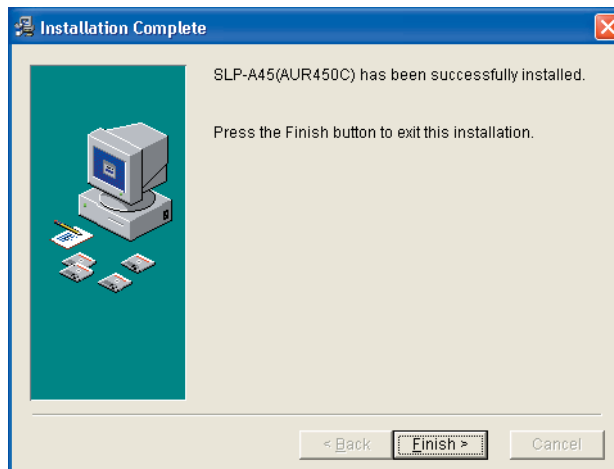 Installation Complete
SLP-A45(AUR450C) has been successfully installed.
Press the Finish button to exit this installation.
< Back
Finish >
Cancel